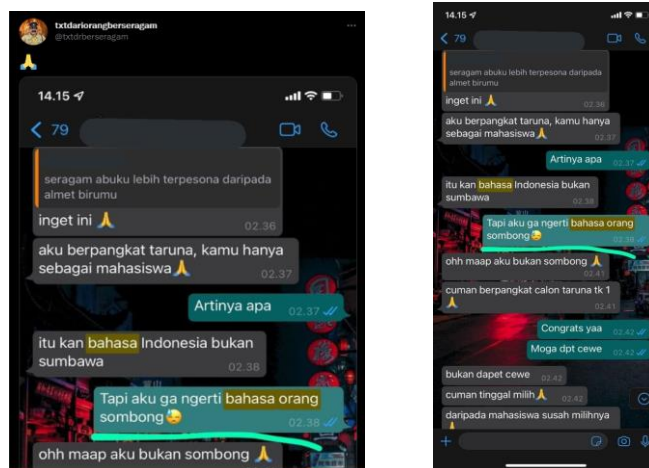 txtdariorangberseragam
@txtdrberseragam
🙏
14.15
79
seragam abuku lebih terpesona daripada
almet birumu
inget ini 🙏
02.36
aku berpangkat taruna, kamu hanya
sebagai mahasiswa🙏
02.37
Artinya apa
02.37
itu kan bahasa Indonesia bukan
sumbawa
02.38
Tapi aku ga ngerti bahasa orang
sombong😓
02.38
ohh maap aku bukan sombong 🙏
14.15
79
seragam abuku lebih terpesona daripada
almet birumu
inget ini 🙏
02.36
aku berpangkat taruna, kamu hanya
sebagai mahasiswa🙏
02.37
Artinya apa
02.37
itu kan bahasa Indonesia bukan
sumbawa
02.38
Tapi aku ga ngerti bahasa orang
sombong😓
02.38
ohh maap aku bukan sombong 🙏
02.41
cuman berpangkat calon taruna tk 1
🙏
02.41
Congrats yaa
02.42
Moga dpt cewe
02.42
bukan dapet cewe
02.42
cuman tinggal milih🙏
02.42
daripada mahasiswa susah milihnya
🙏